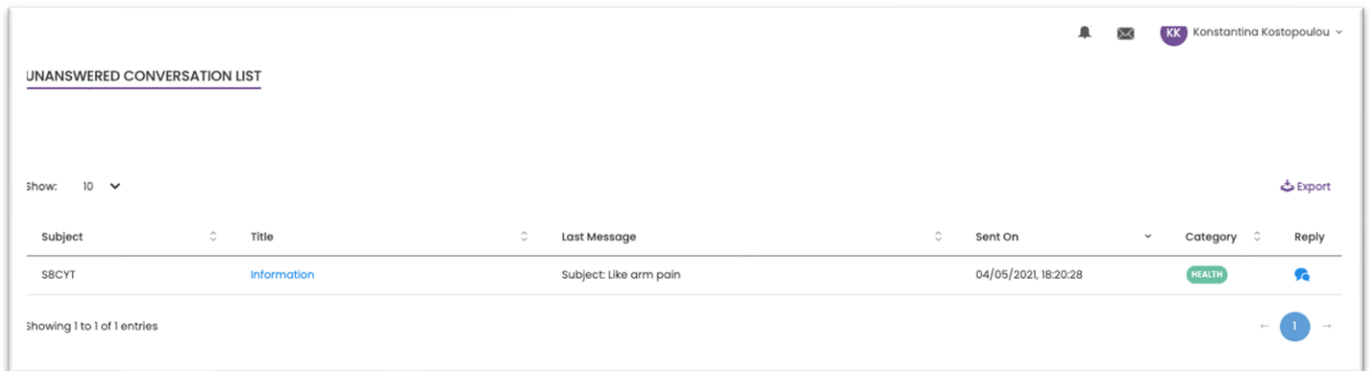 KK Konstantina Kostopoulou
UNANSWERED CONVERSATION LIST
Show: 10
Export
Subject Title Last Message Sent On Category Reply
S8CYT Information Subject: Like arm pain 04/05/2021, 18:20:28 HEALTH
Showing 1 to 1 of 1 entries
← 1 →